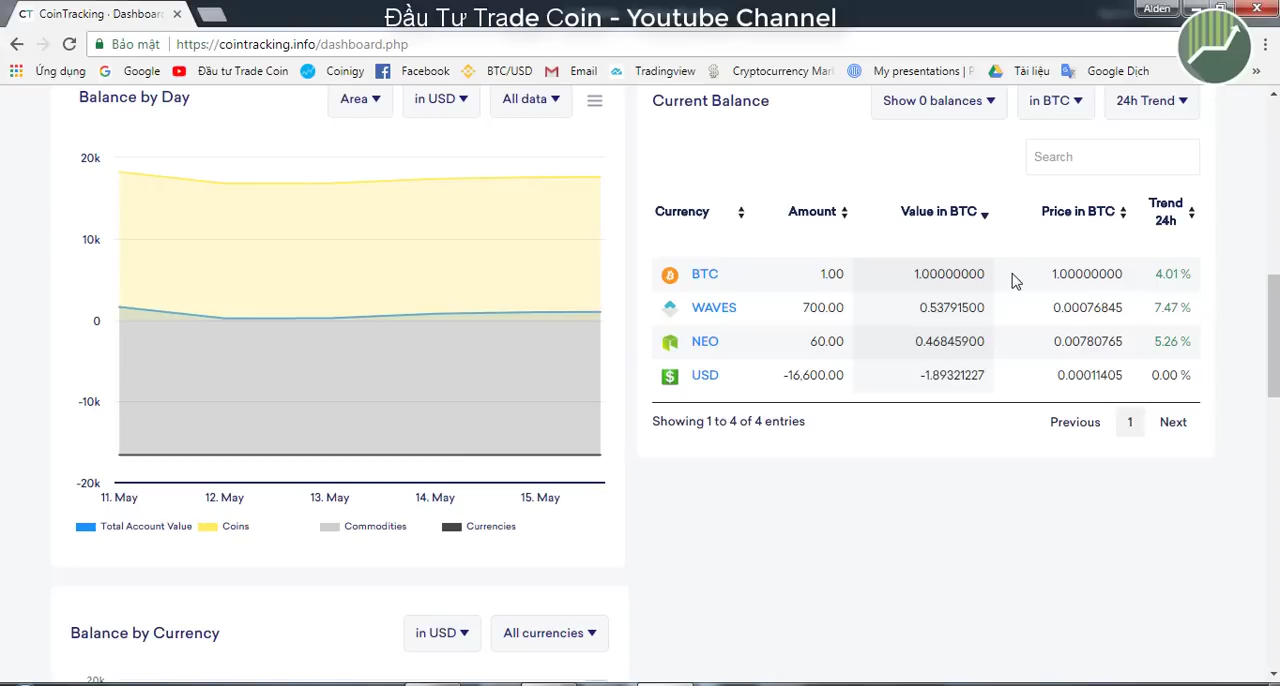 CT CoinTracking · Dashboar
Đầu Tư Trade Coin - Youtube Channel
Alden
Bảo mật
https://cointracking.info/dashboard.php
Ứng dụng
Google
Đầu tư Trade Coin
Coinigy
Facebook
BTC/USD
Email
Tradingview
Cryptocurrency Mar
My presentations | P
Tài liệu
Google Dịch
»
Balance by Day
Area
in USD
All data
20k
10k
0
-10k
-20k
11. May
12. May
13. May
14. May
15. May
Total Account Value
Coins
Commodities
Currencies
Balance by Currency
in USD
All currencies
20k
Current Balance
Show 0 balances
in BTC
24h Trend
Search
Currency Amount Value in BTC Price in BTC Trend 24h
BTC 1.00 1.00000000 1.00000000 4.01 %
WAVES 700.00 0.53791500 0.00076845 7.47 %
NEO 60.00 0.46845900 0.00780765 5.26 %
USD -16,600.00 -1.89321227 0.00011405 0.00 %
Showing 1 to 4 of 4 entries
Previous 1 Next